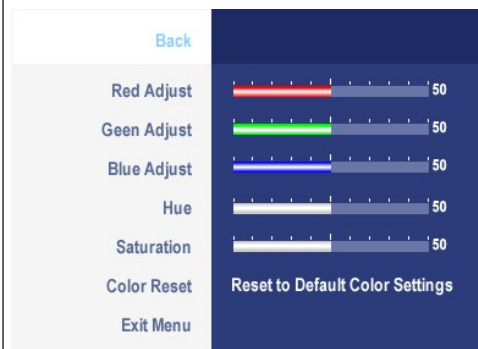 Back
Red Adjust 50
Geen Adjust 50
Blue Adjust 50
Hue 50
Saturation 50
Color Reset Reset to Default Color Settings
Exit Menu